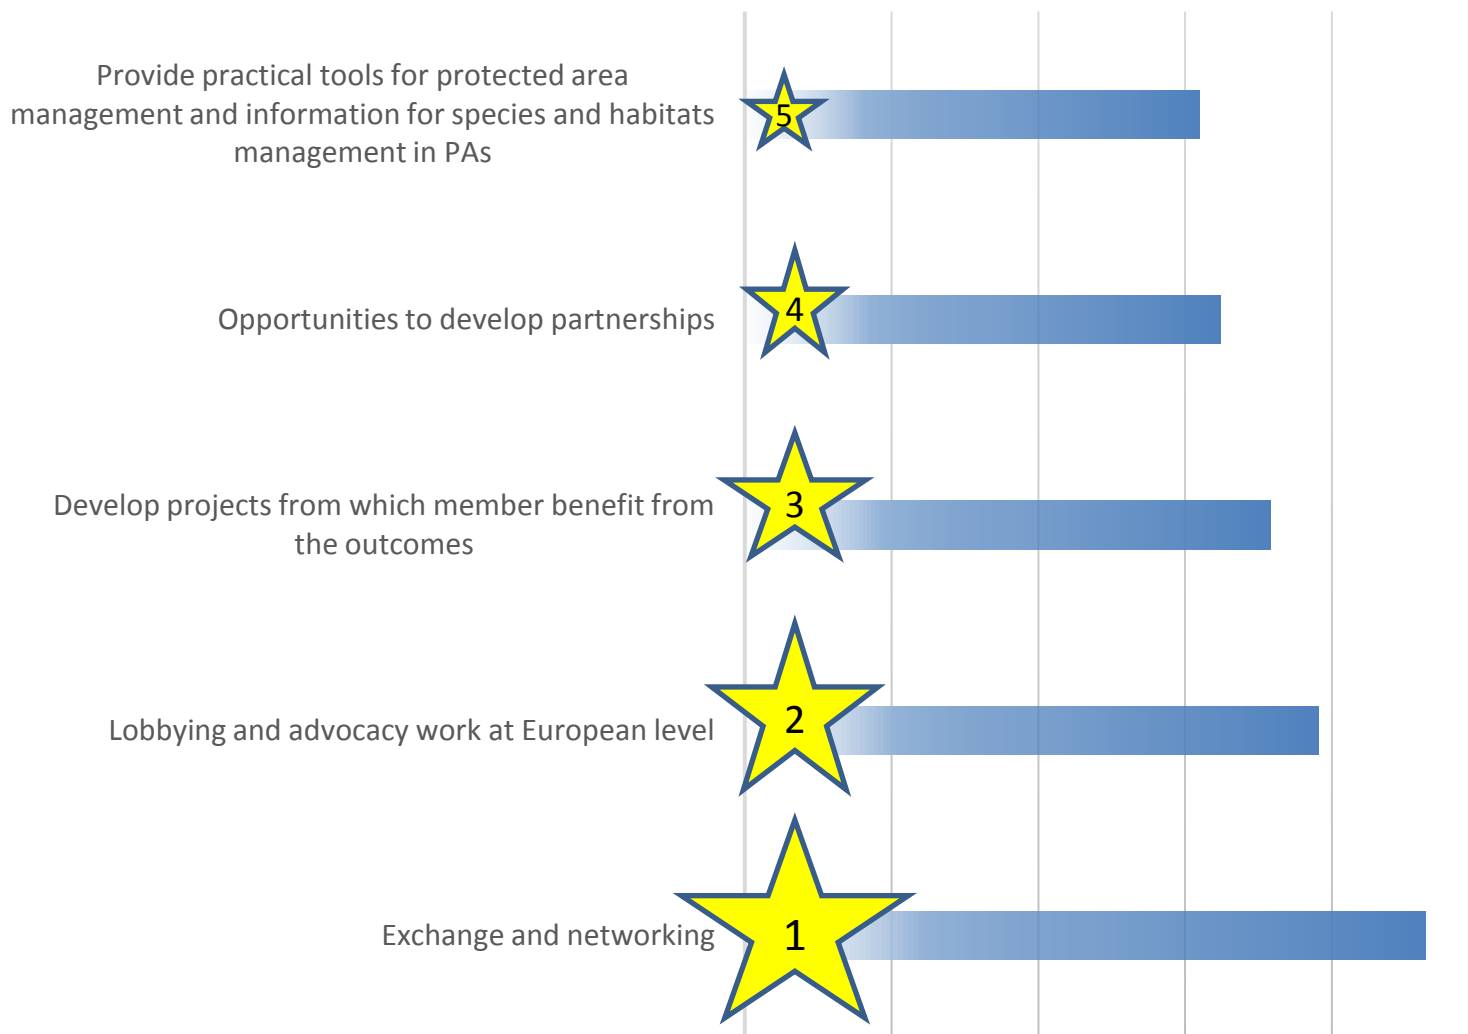 Provide practical tools for protected area
management and information for species and habitats
management in PAs
5
Opportunities to develop partnerships
4
Develop projects from which member benefit from
the outcomes
3
Lobbying and advocacy work at European level
2
Exchange and networking
1